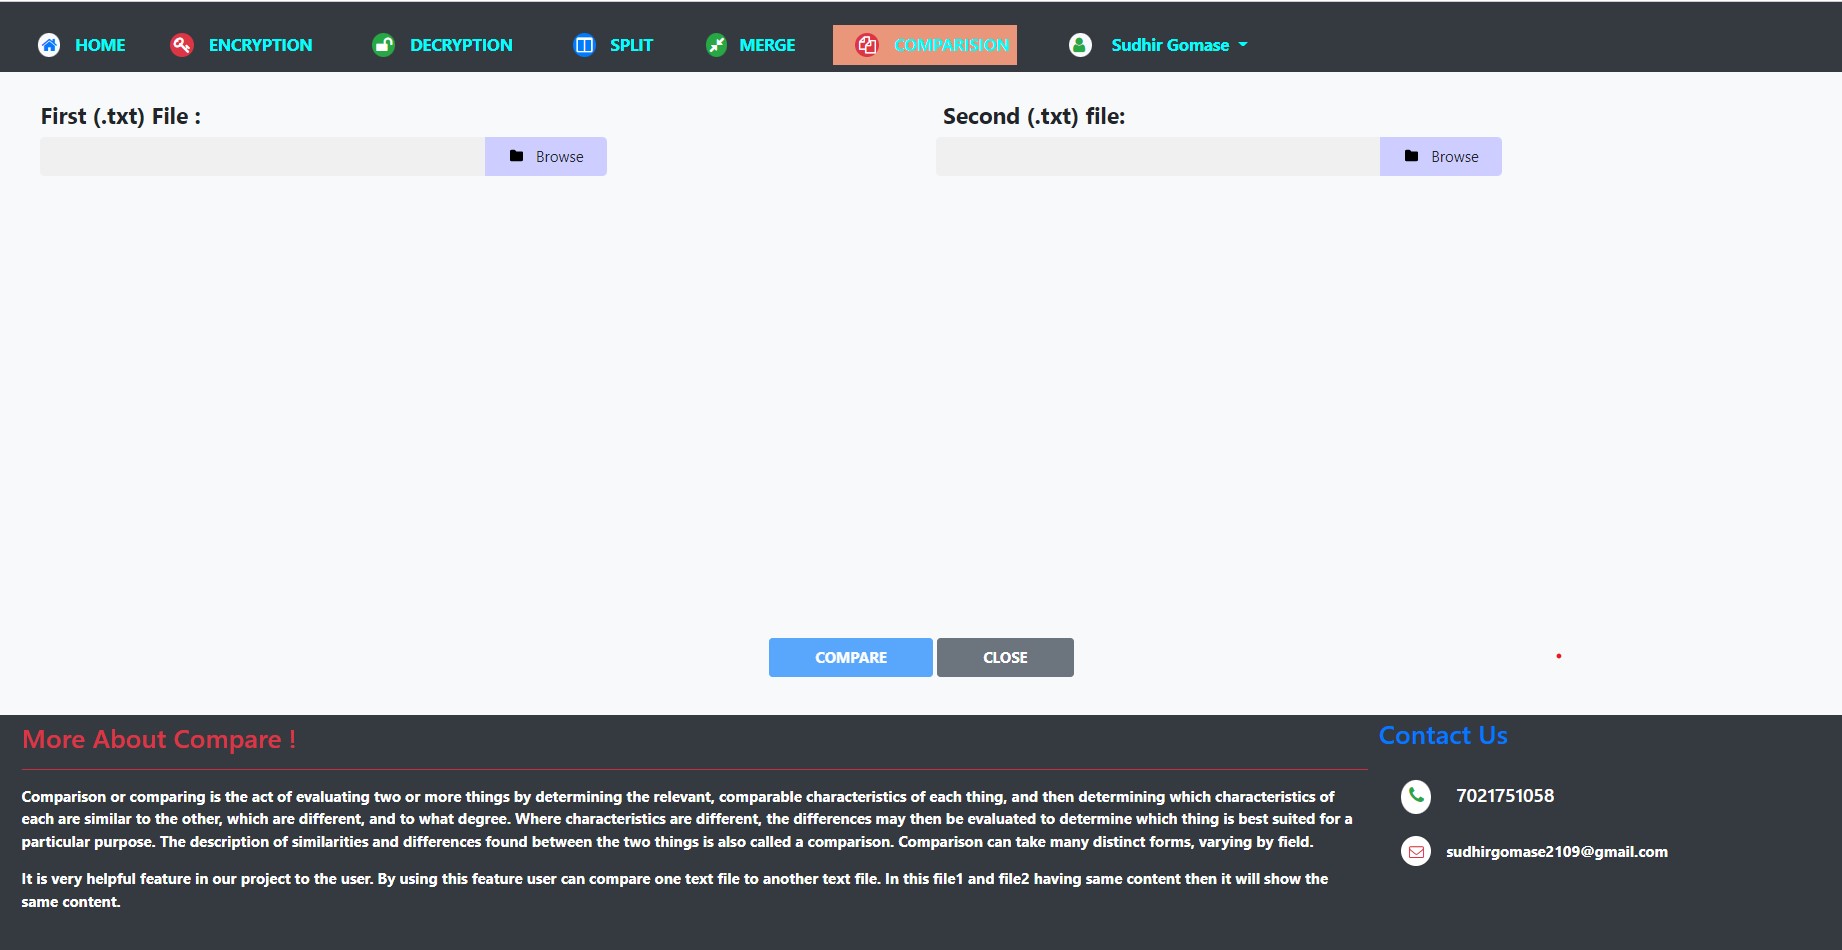 HOME ENCRYPTION DECRYPTION SPLIT MERGE COMPARISION Sudhir Gomase
First (.txt) File :
Second (.txt) file:
Browse
Browse
COMPARE CLOSE
More About Compare !
Comparison or comparing is the act of evaluating two or more things by determining the relevant, comparable characteristics of each thing, and then determining which characteristics of
each are similar to the other, which are different, and to what degree. Where characteristics are different, the differences may then be evaluated to determine which thing is best suited for a
particular purpose. The description of similarities and differences found between the two things is also called a comparison. Comparison can take many distinct forms, varying by field.
It is very helpful feature in our project to the user. By using this feature user can compare one text file to another text file. In this file1 and file2 having same content then it will show the
same content.
Contact Us
7021751058
sudhirgomase2109@gmail.com